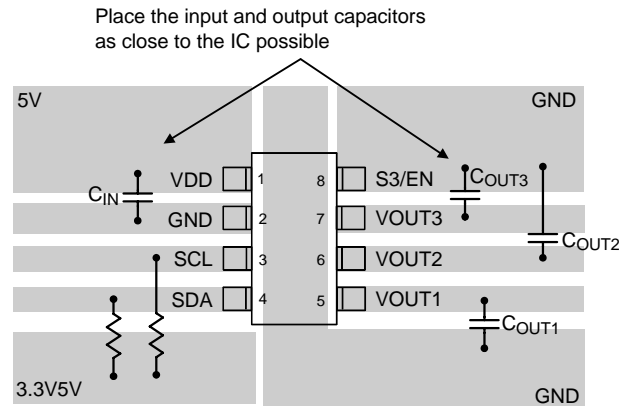 Place the input and output capacitors
as close to the IC possible
5V
GND
VDD
1
8
S3/EN
COUT3
CIN
GND
2
7
VOUT3
COUT2
SCL
3
6
VOUT2
SDA
4
5
VOUT1
COUT1
3.3V5V
GND